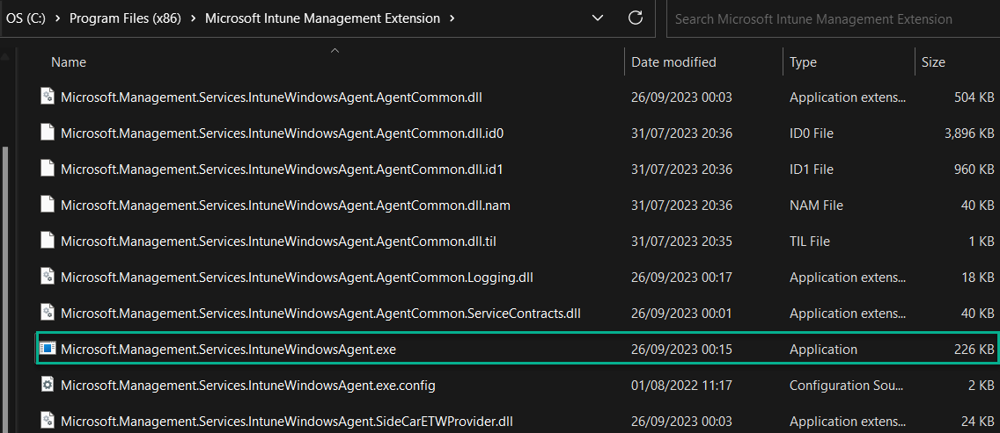 OS (C:) > Program Files (x86) > Microsoft Intune Management Extension >
Search Microsoft Intune Management Extension
Name Date modified Type Size
Microsoft.Management.Services.IntuneWindowsAgent.AgentCommon.dll 26/09/2023 00:03 Application extens... 504 KB
Microsoft.Management.Services.IntuneWindowsAgent.AgentCommon.dll.id0 31/07/2023 20:36 ID0 File 3,896 KB
Microsoft.Management.Services.IntuneWindowsAgent.AgentCommon.dll.id1 31/07/2023 20:36 ID1 File 960 KB
Microsoft.Management.Services.IntuneWindowsAgent.AgentCommon.dll.nam 31/07/2023 20:36 NAM File 40 KB
Microsoft.Management.Services.IntuneWindowsAgent.AgentCommon.dll.til 31/07/2023 20:35 TIL File 1 KB
Microsoft.Management.Services.IntuneWindowsAgent.AgentCommon.Logging.dll 26/09/2023 00:17 Application extens... 18 KB
Microsoft.Management.Services.IntuneWindowsAgent.AgentCommon.ServiceContracts.dll 26/09/2023 00:01 Application extens... 40 KB
Microsoft.Management.Services.IntuneWindowsAgent.exe 26/09/2023 00:15 Application 226 KB
Microsoft.Management.Services.IntuneWindowsAgent.exe.config 01/08/2022 11:17 Configuration Sou... 2 KB
Microsoft.Management.Services.IntuneWindowsAgent.SideCarETWProvider.dll 26/09/2023 00:03 Application extens... 24 KB